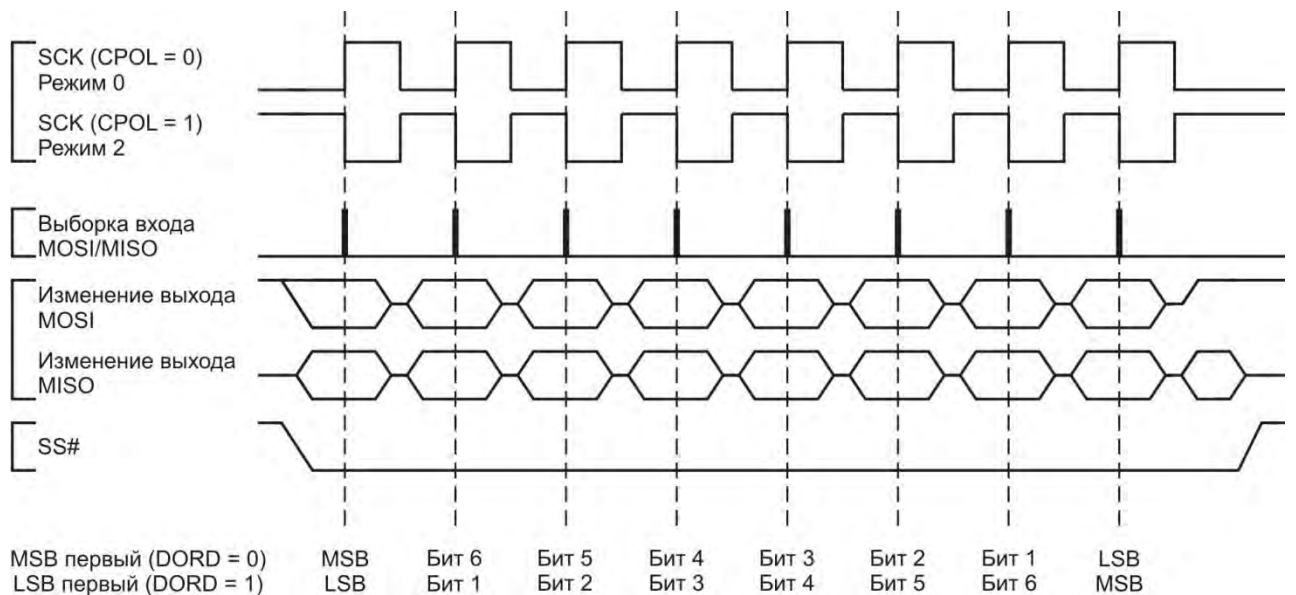 SCK (CPOL = 0)
Режим 0
SCK (CPOL = 1)
Режим 2
Выборка входа
MOSI/MISO
Изменение выхода
MOSI
Изменение выхода
MISO
SS#
MSB первый (DORD = 0) MSB Бит 6 Бит 5 Бит 4 Бит 3 Бит 2 Бит 1 LSB
LSB первый (DORD = 1) LSB Бит 1 Бит 2 Бит 3 Бит 4 Бит 5 Бит 6 MSB